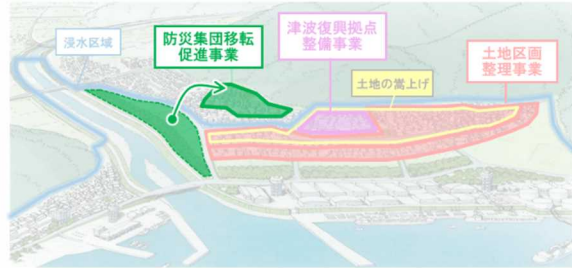 浸水区域
防災集団移転
促進事業
津波復興拠点
整備事業
土地の嵩上げ
土地区画
整理事業